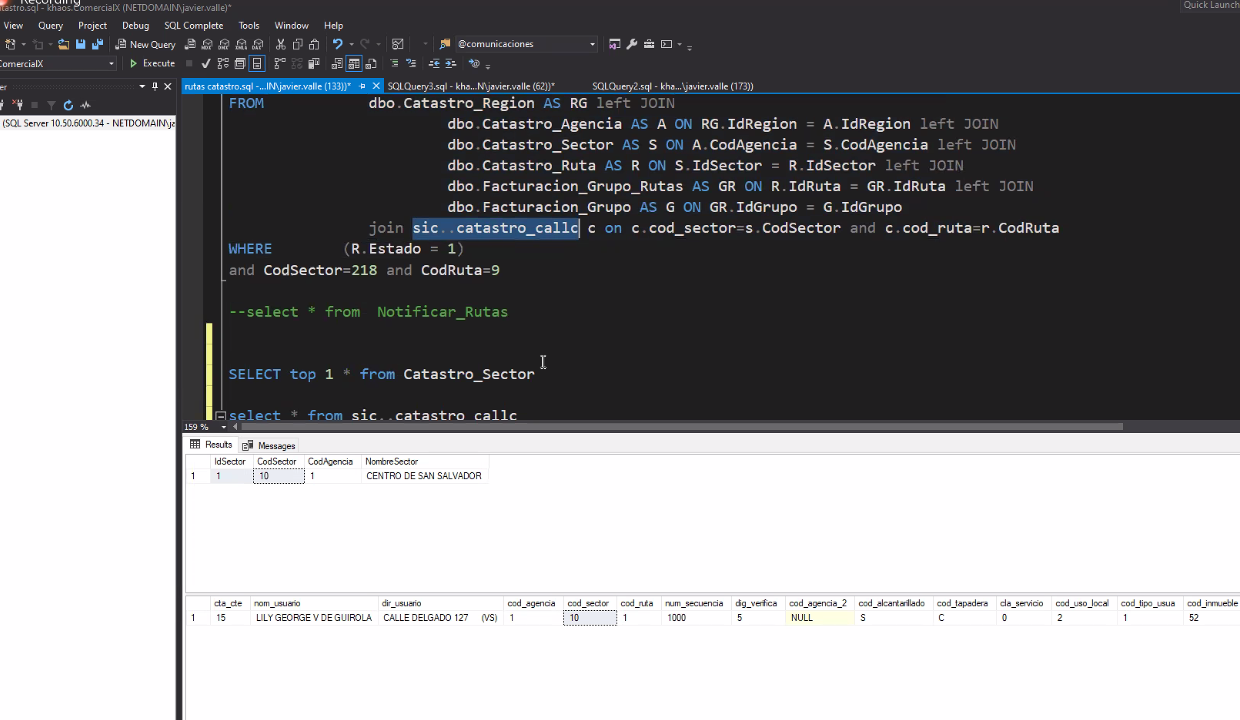 Recording
tastro.sql - khaos.ComercialX (NETDOMAIN\javier.valle)*
Quick Launch
View Query Project Debug SQL Complete Tools Window Help
New Query @comunicaciones
ComercialX Execute
er rutas catastro.sql -...IN\javier.valle (133))* SQLQuery3.sql - kha...N\javier.valle (62))* SQLQuery2.sql - kha...\javier.valle (173))
(SQL Server 10.50.6000.34 - NETDOMAIN\ja
FROM dbo.Catastro_Region AS RG left JOIN
dbo.Catastro_Agencia AS A ON RG.IdRegion = A.IdRegion left JOIN
dbo.Catastro_Sector AS S ON A.CodAgencia = S.CodAgencia left JOIN
dbo.Catastro_Ruta AS R ON S.IdSector = R.IdSector left JOIN
dbo.Facturacion_Grupo_Rutas AS GR ON R.IdRuta = GR.IdRuta left JOIN
dbo.Facturacion_Grupo AS G ON GR.IdGrupo = G.IdGrupo
join sic..catastro_callc c on c.cod_sector=s.CodSector and c.cod_ruta=r.CodRuta
WHERE (R.Estado = 1)
and CodSector=218 and CodRuta=9
--select * from Notificar_Rutas
SELECT top 1 * from Catastro_Sector
select * from sic..catastro_callc
159 %
Results Messages
IdSector CodSector CodAgencia NombreSector
1 1 10 1 CENTRO DE SAN SALVADOR
cta_cte nom_usuario dir_usuario cod_agencia cod_sector cod_ruta num_secuencia dig_verifica cod_agencia_2 cod_alcantarillado cod_tapadera cla_servicio cod_uso_local cod_tipo_usua cod_inmueble
1 15 LILY GEORGE V DE GUIROLA CALLE DELGADO 127 (VS) 1 10 1 1000 5 NULL S C 0 2 1 52